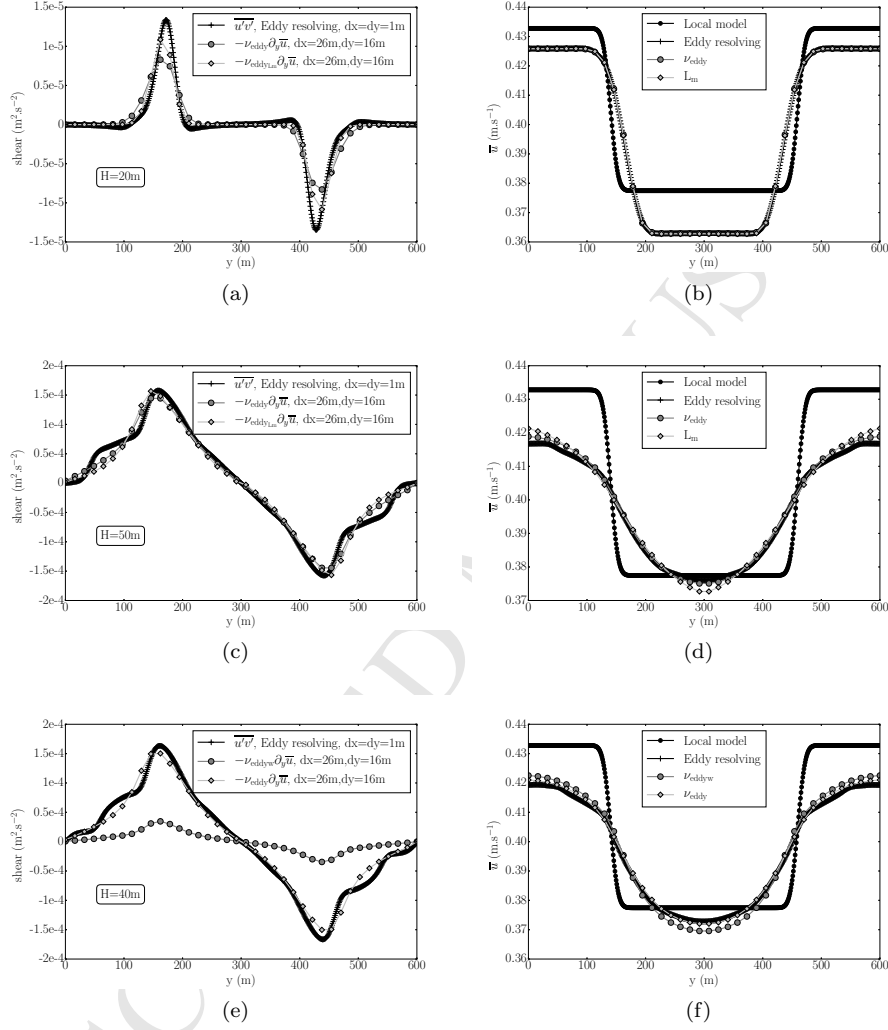 1.5e-5
1e-5
0.5e-5
0
-0.5e-5
-1e-5
-1.5e-5
shear (m².s⁻²)
u'v', Eddy resolving, dx=dy=1m
−ν_eddy ∂_y u, dx=26m,dy=16m
−ν_eddy_Lm ∂_y u, dx=26m,dy=16m
H=20m
0 100 200 300 400 500 600
y (m)
(a)
0.44
0.43
0.42
0.41
0.40
0.39
0.38
0.37
0.36
u (m.s⁻¹)
Local model
Eddy resolving
ν_eddy
L_m
0 100 200 300 400 500 600
y (m)
(b)
2e-4
1.5e-4
1e-4
0.5e-4
0
-0.5e-4
-1e-4
-1.5e-4
-2e-4
shear (m².s⁻²)
u'v', Eddy resolving, dx=dy=1m
−ν_eddy ∂_y u, dx=26m,dy=16m
−ν_eddy_Lm ∂_y u, dx=26m,dy=16m
H=50m
0 100 200 300 400 500 600
y (m)
(c)
0.44
0.43
0.42
0.41
0.40
0.39
0.38
0.37
u (m.s⁻¹)
Local model
Eddy resolving
ν_eddy
L_m
0 100 200 300 400 500 600
y (m)
(d)
2e-4
1.5e-4
1e-4
0.5e-4
0
-0.5e-4
-1e-4
-1.5e-4
-2e-4
shear (m².s⁻²)
u'v', Eddy resolving, dx=dy=1m
−ν_eddyw ∂_y u, dx=26m,dy=16m
−ν_eddy ∂_y u, dx=26m,dy=16m
H=40m
0 100 200 300 400 500 600
y (m)
(e)
0.44
0.43
0.42
0.41
0.40
0.39
0.38
0.37
0.36
u (m.s⁻¹)
Local model
Eddy resolving
ν_eddyw
ν_eddy
0 100 200 300 400 500 600
y (m)
(f)